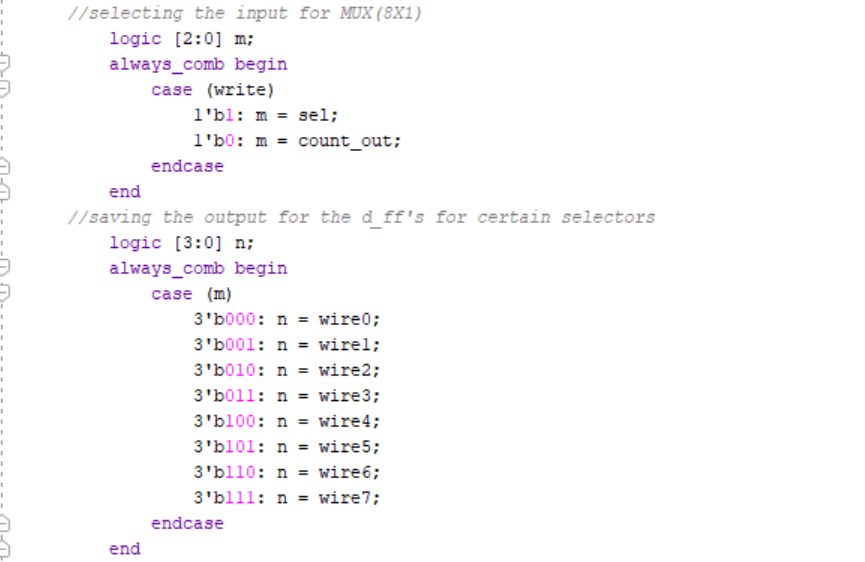 //selecting the input for MUX(8X1)
logic [2:0] m;
always_comb begin
case (write)
1'b1: m = sel;
1'b0: m = count_out;
endcase
end
//saving the output for the d_ff's for certain selectors
logic [3:0] n;
always_comb begin
case (m)
3'b000: n = wire0;
3'b001: n = wire1;
3'b010: n = wire2;
3'b011: n = wire3;
3'b100: n = wire4;
3'b101: n = wire5;
3'b110: n = wire6;
3'b111: n = wire7;
endcase
end